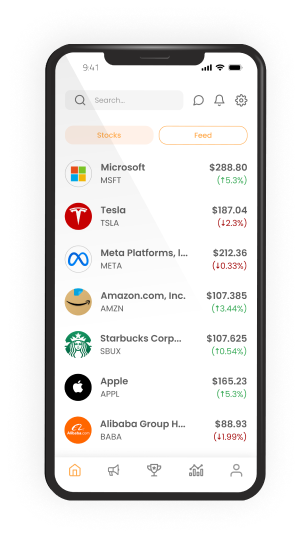 9:41
Search..
Stocks
Feed
Microsoft $288.80
MSFT (↑5.3%)
Tesla $187.04
TSLA (↓2.3%)
Meta Platforms, I... $212.36
META (↓0.33%)
Amazon.com, Inc. $107.385
AMZN (↑3.44%)
Starbucks Corp... $107.625
SBUX (↑0.54%)
Apple $165.23
APPL (↑5.3%)
Alibaba Group H... $88.93
Alibaba.com
BABA (↓1.99%)